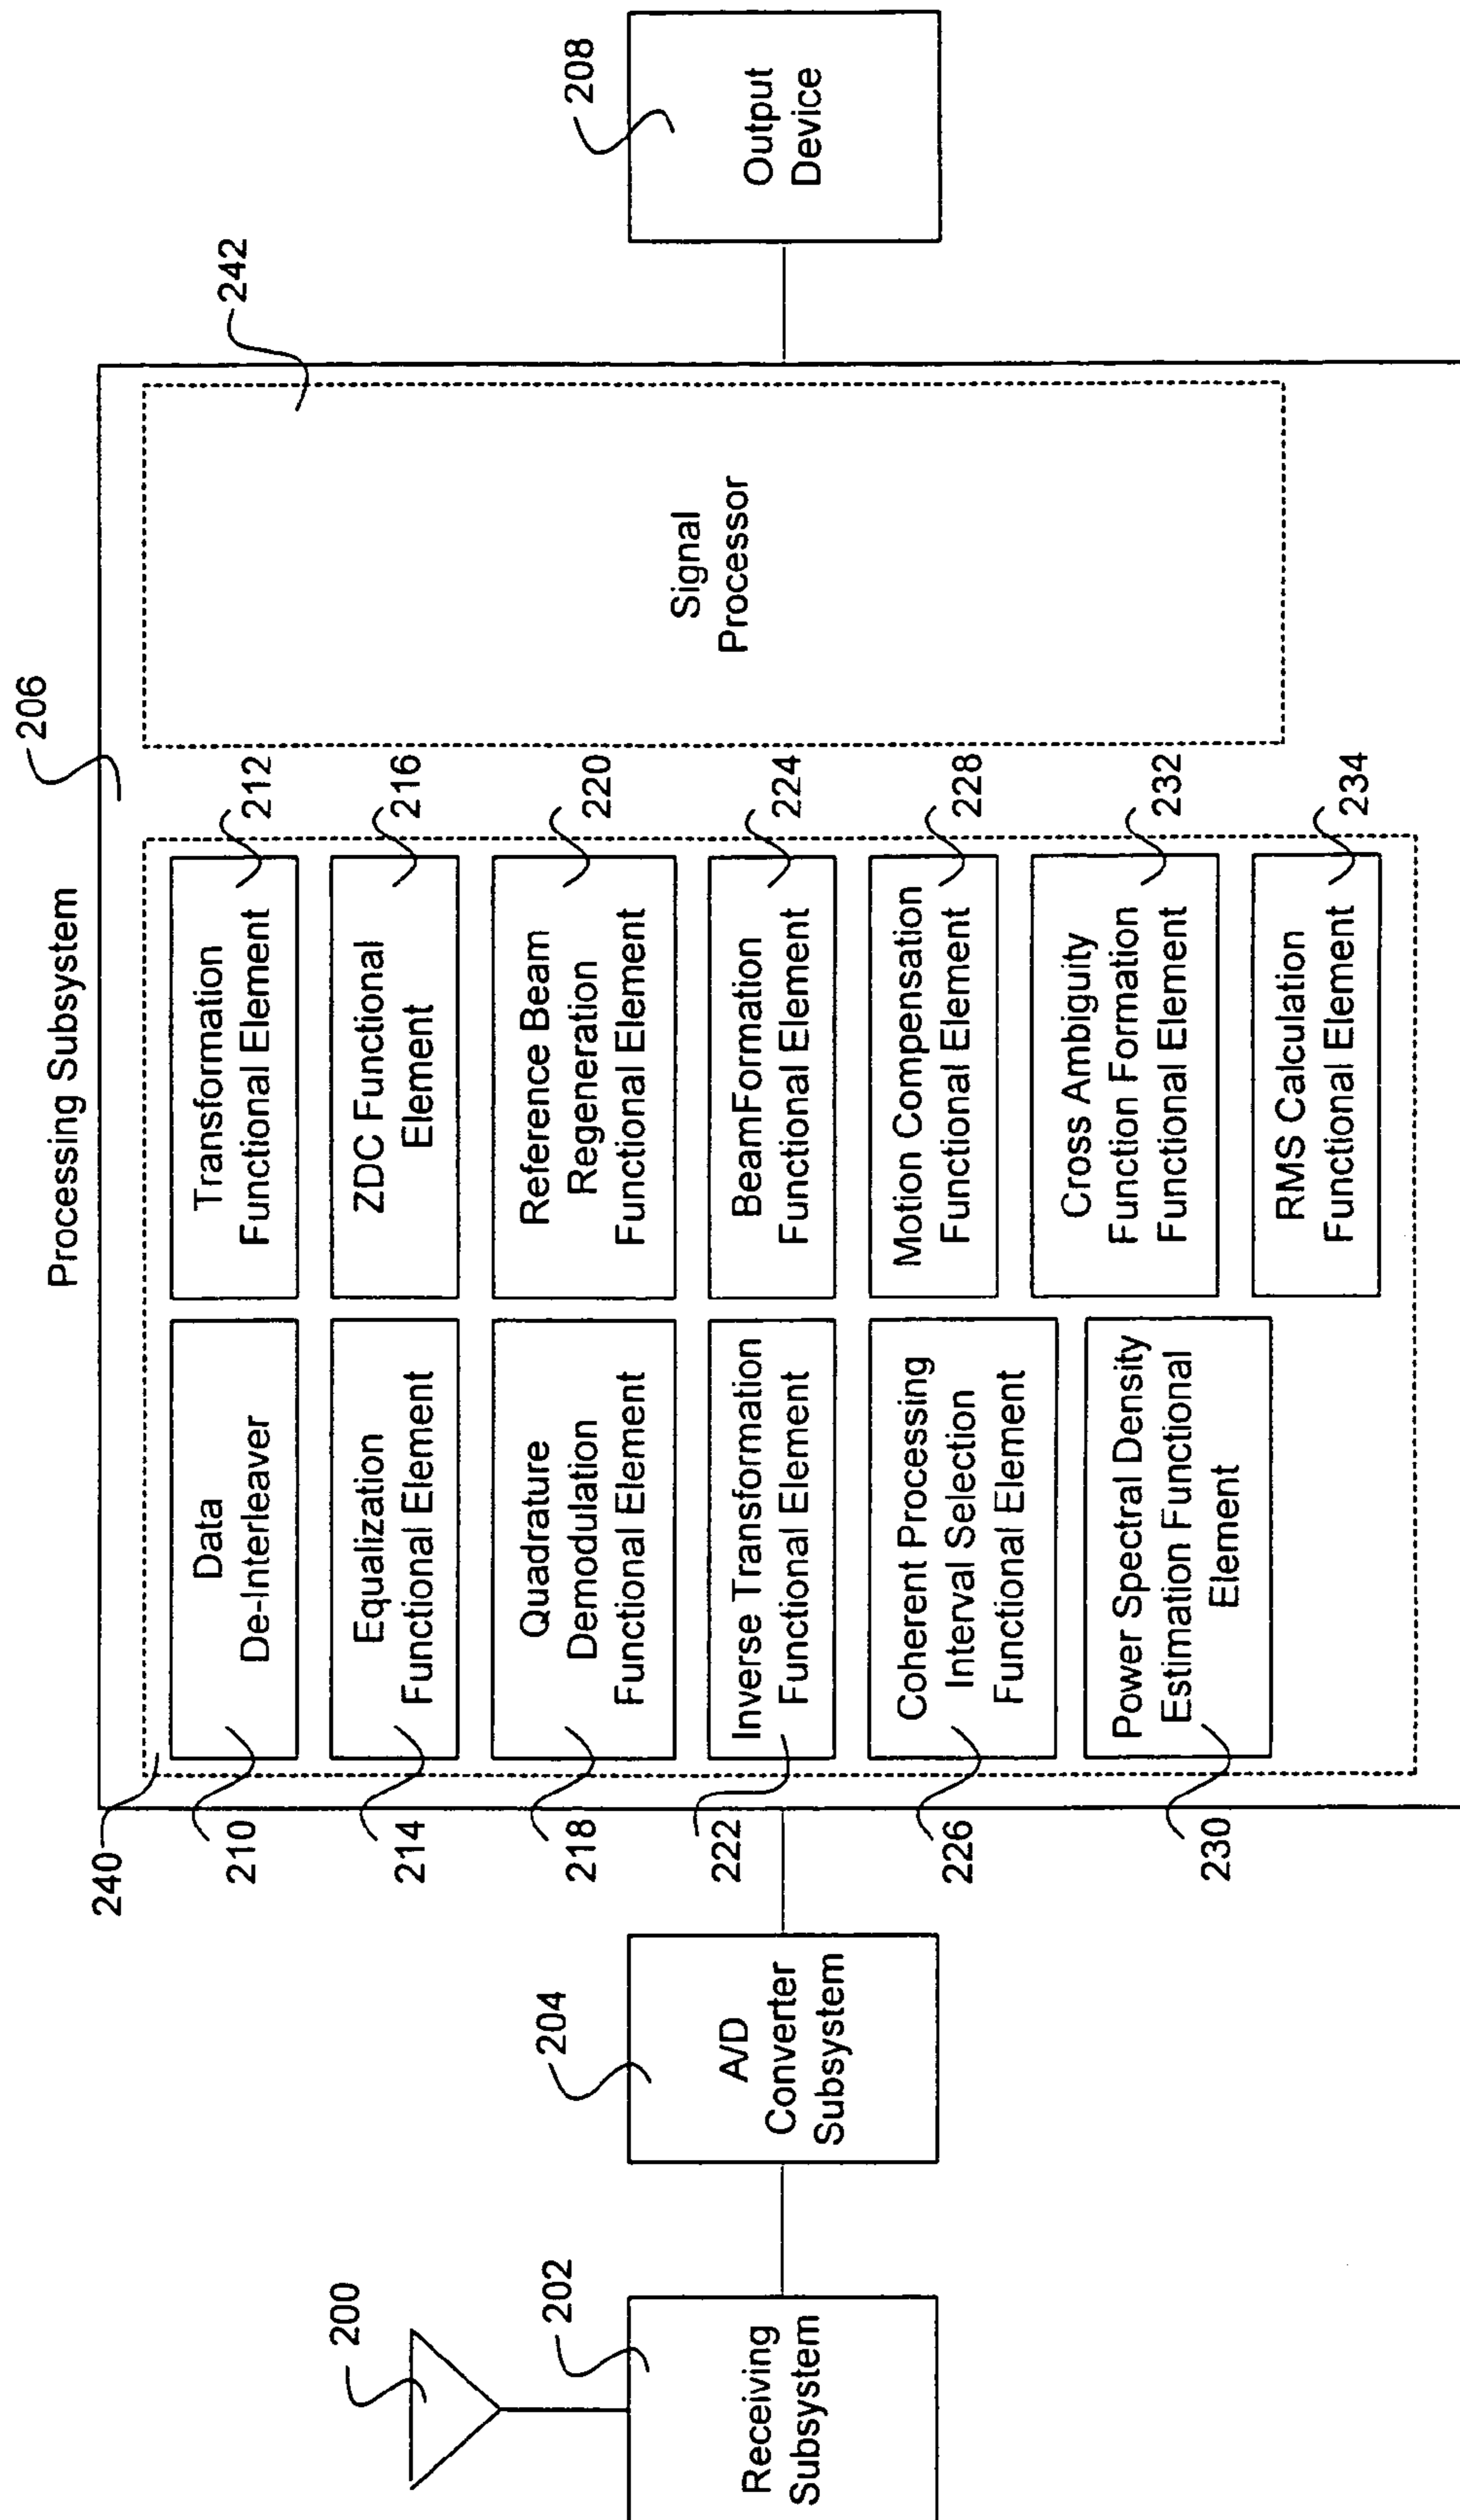 206
Processing Subsystem
240
210
Data
De-Interleaver
Transformation
Functional Element
212
214
Equalization
Functional Element
ZDC Functional
Element
216
218
Quadrature
Demodulation
Functional Element
Reference Beam
Regeneration
Functional Element
220
222
Inverse Transformation
Functional Element
BeamFormation
Functional Element
224
226
Coherent Processing
Interval Selection
Functional Element
Motion Compensation
Functional Element
228
230
Power Spectral Density
Estimation Functional
Element
Cross Ambiguity
Function Formation
Functional Element
232
RMS Calculation
Functional Element
234
242
Signal
Processor
200
202
Receiving
Subsystem
204
A/D
Converter
Subsystem
208
Output
Device